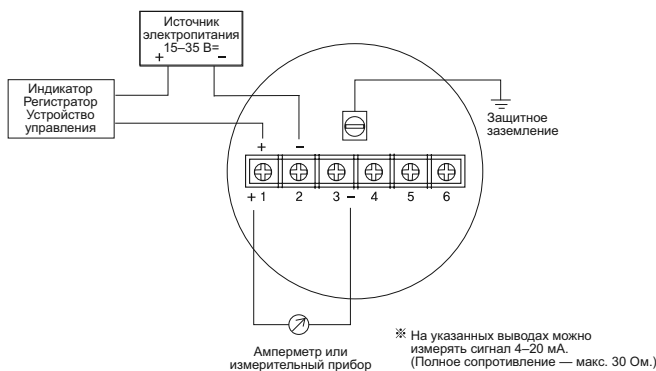 Источник
электропитания
15–35 В=
+ –
Индикатор
Регистратор
Устройство
управления
Защитное
заземление
+ –
+ 1 2 3 – 4 5 6
Амперметр или
измерительный прибор
※ На указанных выводах можно
измерять сигнал 4–20 мА.
(Полное сопротивление — макс. 30 Ом.)